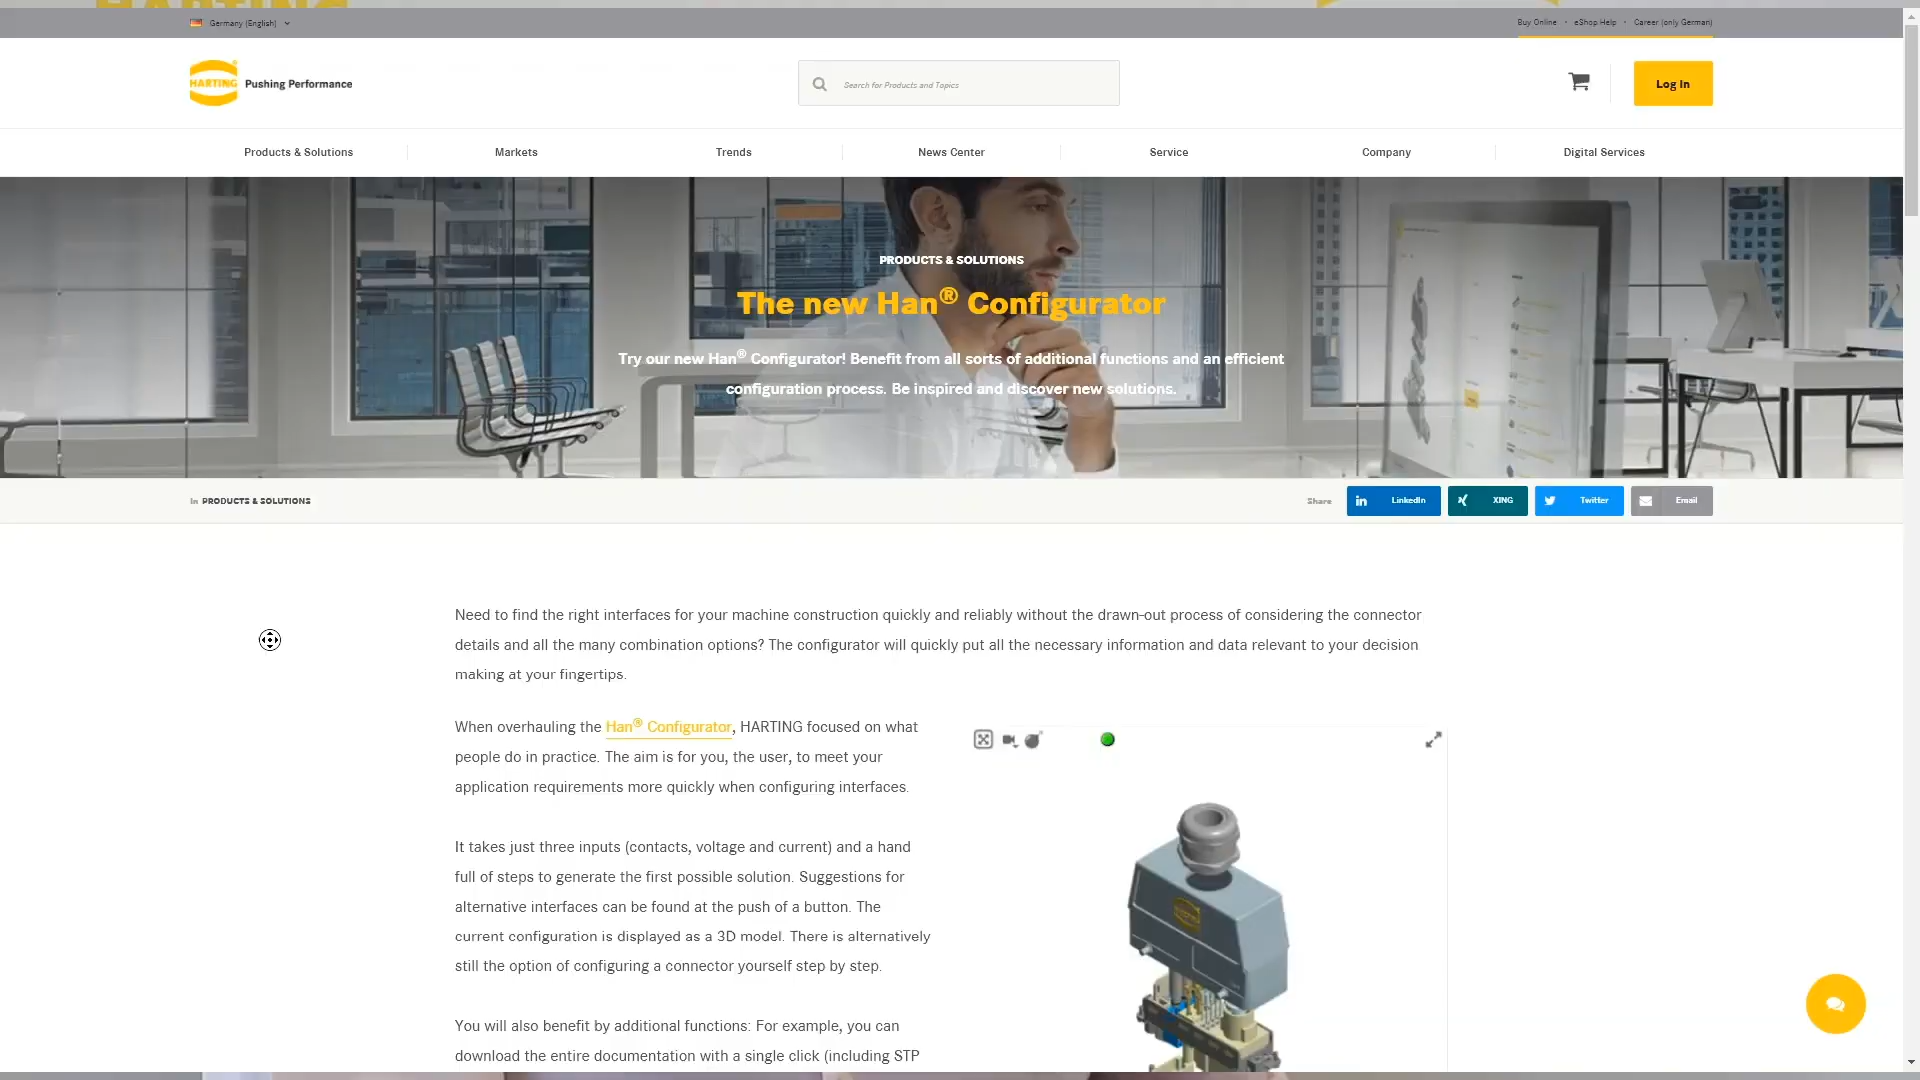 HARTING
Germany (English)
Buy Online • eShop Help • Career (only German)
HARTING
Pushing Performance
Search for Products and Topics
Log In
Products & Solutions
Markets
Trends
News Center
Service
Company
Digital Services
PRODUCTS & SOLUTIONS
The new Han® Configurator
Try our new Han® Configurator! Benefit from all sorts of additional functions and an efficient
configuration process. Be inspired and discover new solutions.
In PRODUCTS & SOLUTIONS
Share
LinkedIn
XING
Twitter
Email
Need to find the right interfaces for your machine construction quickly and reliably without the drawn-out process of considering the connector
details and all the many combination options? The configurator will quickly put all the necessary information and data relevant to your decision
making at your fingertips.
When overhauling the Han® Configurator, HARTING focused on what
people do in practice. The aim is for you, the user, to meet your
application requirements more quickly when configuring interfaces.
It takes just three inputs (contacts, voltage and current) and a hand
full of steps to generate the first possible solution. Suggestions for
alternative interfaces can be found at the push of a button. The
current configuration is displayed as a 3D model. There is alternatively
still the option of configuring a connector yourself step by step.
You will also benefit by additional functions: For example, you can
download the entire documentation with a single click (including STP